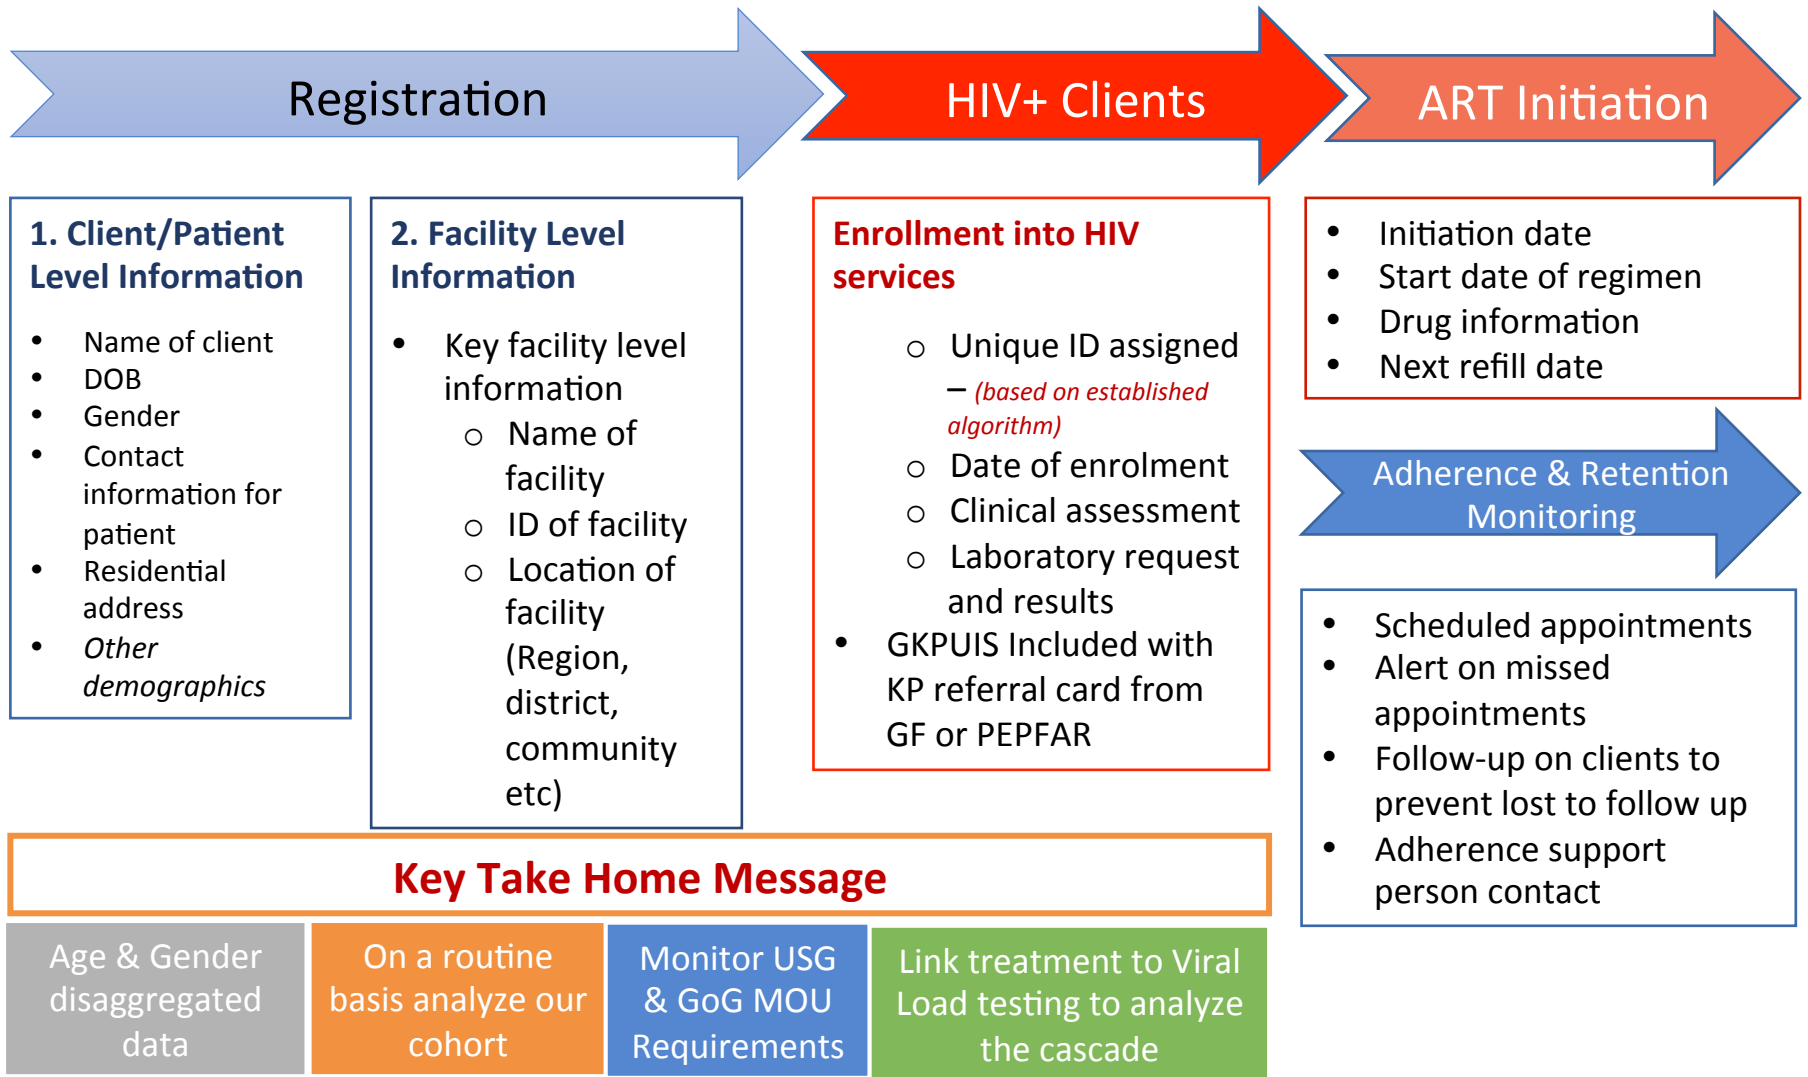 Registration
HIV+ Clients
ART Initiation
1. Client/Patient
Level Information
• Name of client
• DOB
• Gender
• Contact
information for
patient
• Residential
address
• Other
demographics
2. Facility Level
Information
• Key facility level
information
o Name of
facility
o ID of facility
o Location of
facility
(Region,
district,
community
etc)
Enrollment into HIV
services
o Unique ID assigned
– (based on established
algorithm)
o Date of enrolment
o Clinical assessment
o Laboratory request
and results
• GKPUIS Included with
KP referral card from
GF or PEPFAR
• Initiation date
• Start date of regimen
• Drug information
• Next refill date
Adherence & Retention
Monitoring
• Scheduled appointments
• Alert on missed
appointments
• Follow-up on clients to
prevent lost to follow up
• Adherence support
person contact
Key Take Home Message
Age & Gender
disaggregated
data
On a routine
basis analyze our
cohort
Monitor USG
& GoG MOU
Requirements
Link treatment to Viral
Load testing to analyze
the cascade